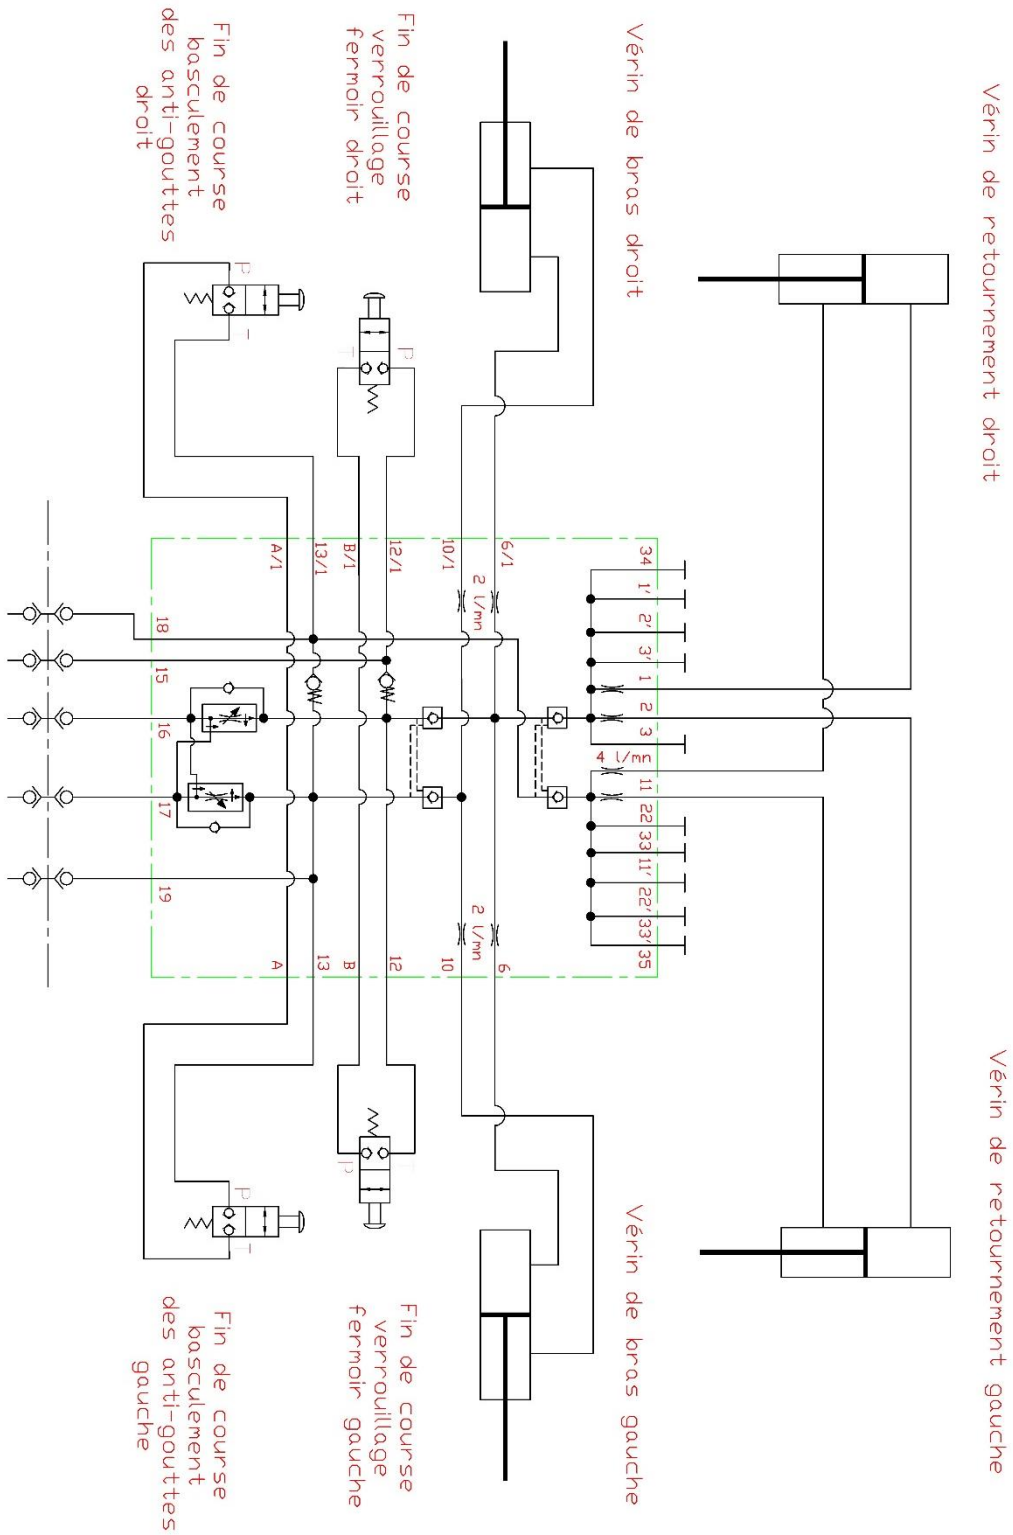 Vérin de retournement droit
Vérin de retournement gauche
Vérin de bras droit
Vérin de bras gauche
Fin de course
verrouillage
fermoir droit
Fin de course
verrouillage
fermoir gauche
Fin de course
basculement
des anti-gouttes
droit
Fin de course
basculement
des anti-gouttes
gauche
34
1'
2'
3'
1
2
3
4 l/mn
11
22
33
11'
22'
33'
35
6/1
10/1
2 l/mn
2 l/mn
6
10
12/1
B/1
13/1
A/1
12
B
13
A
18
15
16
17
19
P
P
T
P
P
T